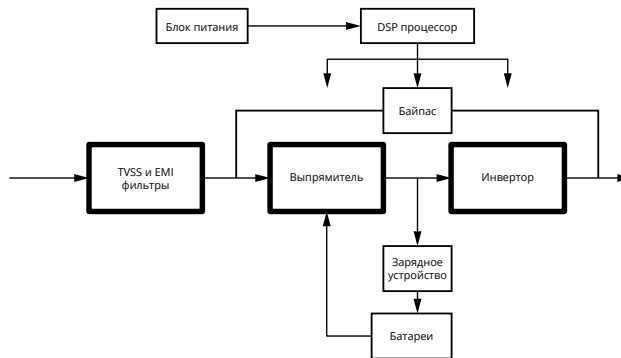 Блок питания
DSP процессор
Байпас
TVSS и EMI
фильтры
Выпрямитель
Инвертор
Зарядное
устройство
Батареи